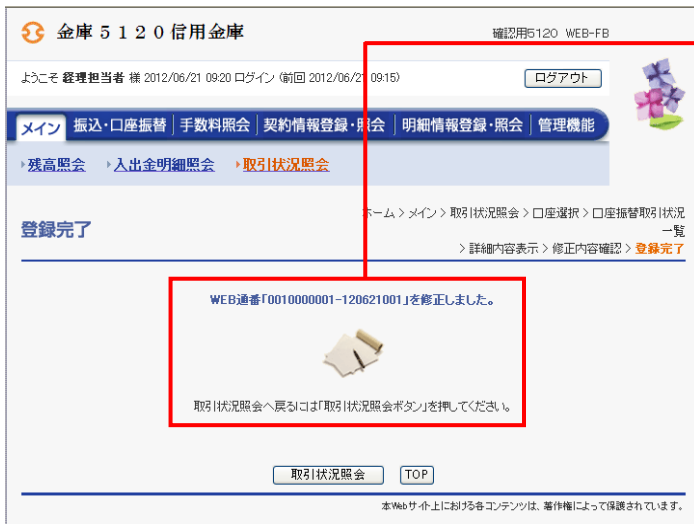 金庫５１２０信用金庫
確認用5120 WEB-FB
ようこそ 経理担当者 様 2012/06/21 09:20 ログイン (前回 2012/06/21 09:15)
ログアウト
メイン 振込・口座振替 手数料照会 契約情報登録・照会 明細情報登録・照会 管理機能
残高照会 入出金明細照会 取引状況照会
登録完了
ホーム > メイン > 取引状況照会 > 口座選択 > 口座振替取引状況
一覧
> 詳細内容表示 > 修正内容確認 > 登録完了
WEB通番「0010000001-120621001」を修正しました。
取引状況照会へ戻るには「取引状況照会ボタン」を押してください。
取引状況照会 TOP
本Webサイト上における各コンテンツは、著作権によって保護されています。